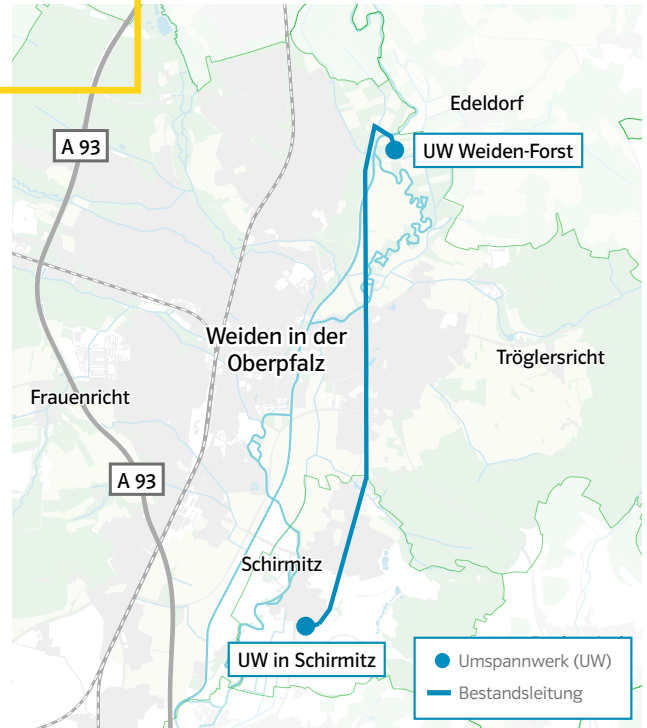 Edeldorf
A 93
UW Weiden-Forst
Weiden in der
Oberpfalz
Tröglersricht
Frauenricht
A 93
Schirmitz
UW in Schirmitz
Umspannwerk (UW)
Bestandsleitung